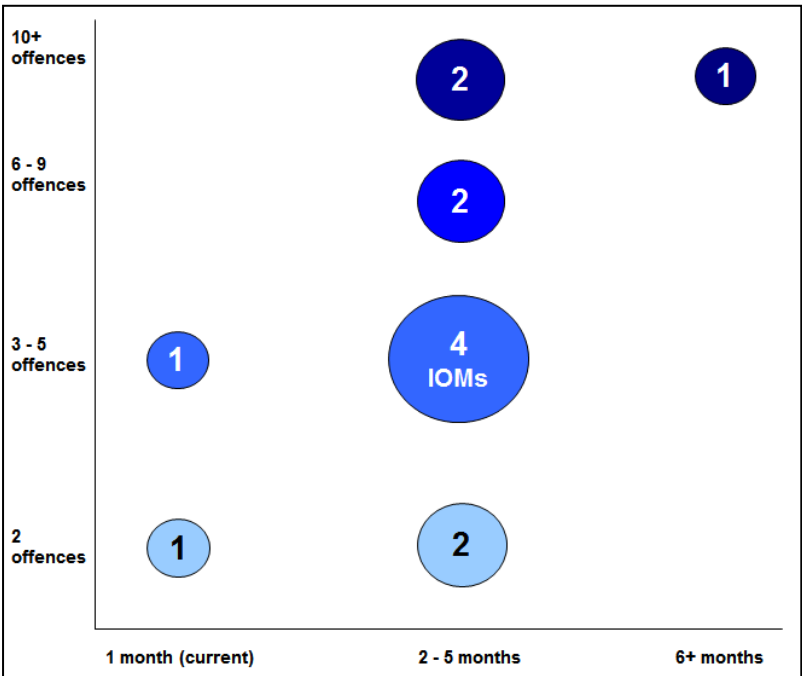 10+
offences
2
1
6 - 9
offences
2
3 - 5
offences
1
4
IOMs
2
offences
1
2
1 month (current)
2 - 5 months
6+ months